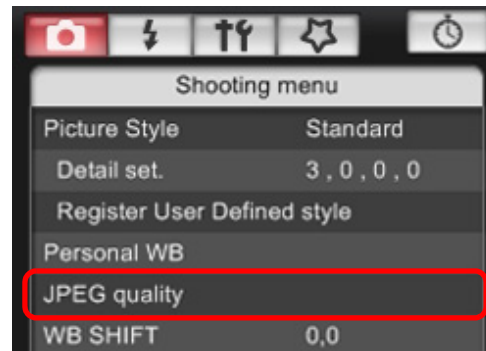 Shooting menu
Picture Style Standard
Detail set. 3 , 0 , 0 , 0
Register User Defined style
Personal WB
JPEG quality
WB SHIFT 0,0